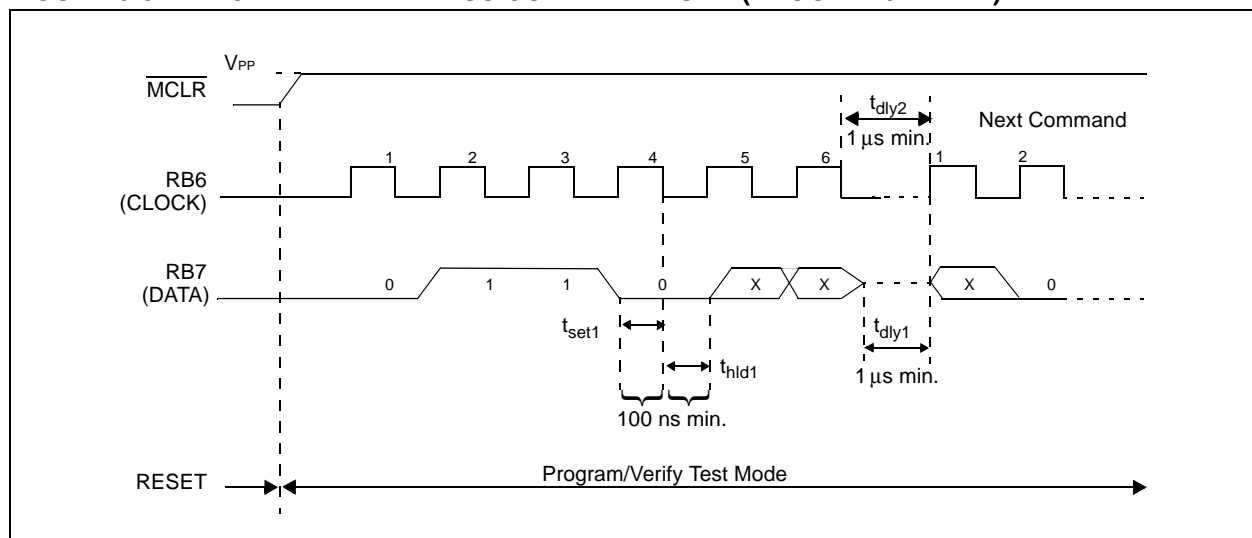 VPP
MCLR
tdly2
Next Command
1 µs min.
1 2 3 4 5 6 1 2
RB6
(CLOCK)
RB7
(DATA)
0 1 1 0 X X X 0
tset1
tdly1
thld1
1 µs min.
100 ns min.
RESET
Program/Verify Test Mode